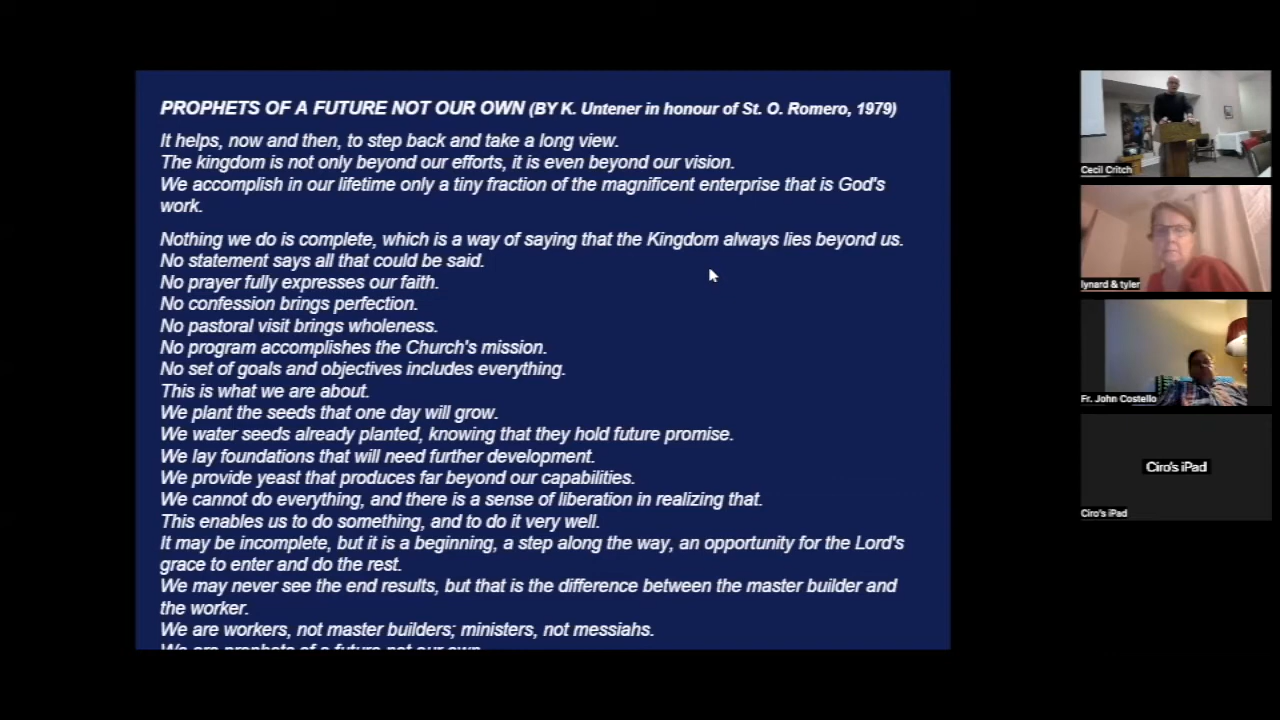 PROPHETS OF A FUTURE NOT OUR OWN (BY K. Untener in honour of St. O. Romero, 1979)
It helps, now and then, to step back and take a long view.
The kingdom is not only beyond our efforts, it is even beyond our vision.
We accomplish in our lifetime only a tiny fraction of the magnificent enterprise that is God's
work.
Nothing we do is complete, which is a way of saying that the Kingdom always lies beyond us.
No statement says all that could be said.
No prayer fully expresses our faith.
No confession brings perfection.
No pastoral visit brings wholeness.
No program accomplishes the Church's mission.
No set of goals and objectives includes everything.
This is what we are about.
We plant the seeds that one day will grow.
We water seeds already planted, knowing that they hold future promise.
We lay foundations that will need further development.
We provide yeast that produces far beyond our capabilities.
We cannot do everything, and there is a sense of liberation in realizing that.
This enables us to do something, and to do it very well.
It may be incomplete, but it is a beginning, a step along the way, an opportunity for the Lord's
grace to enter and do the rest.
We may never see the end results, but that is the difference between the master builder and
the worker.
We are workers, not master builders; ministers, not messiahs.
We are prophets of a future not our own.
Cecil Critch
lynard & tyler
Fr. John Costello
Ciro's iPad
Ciro's iPad